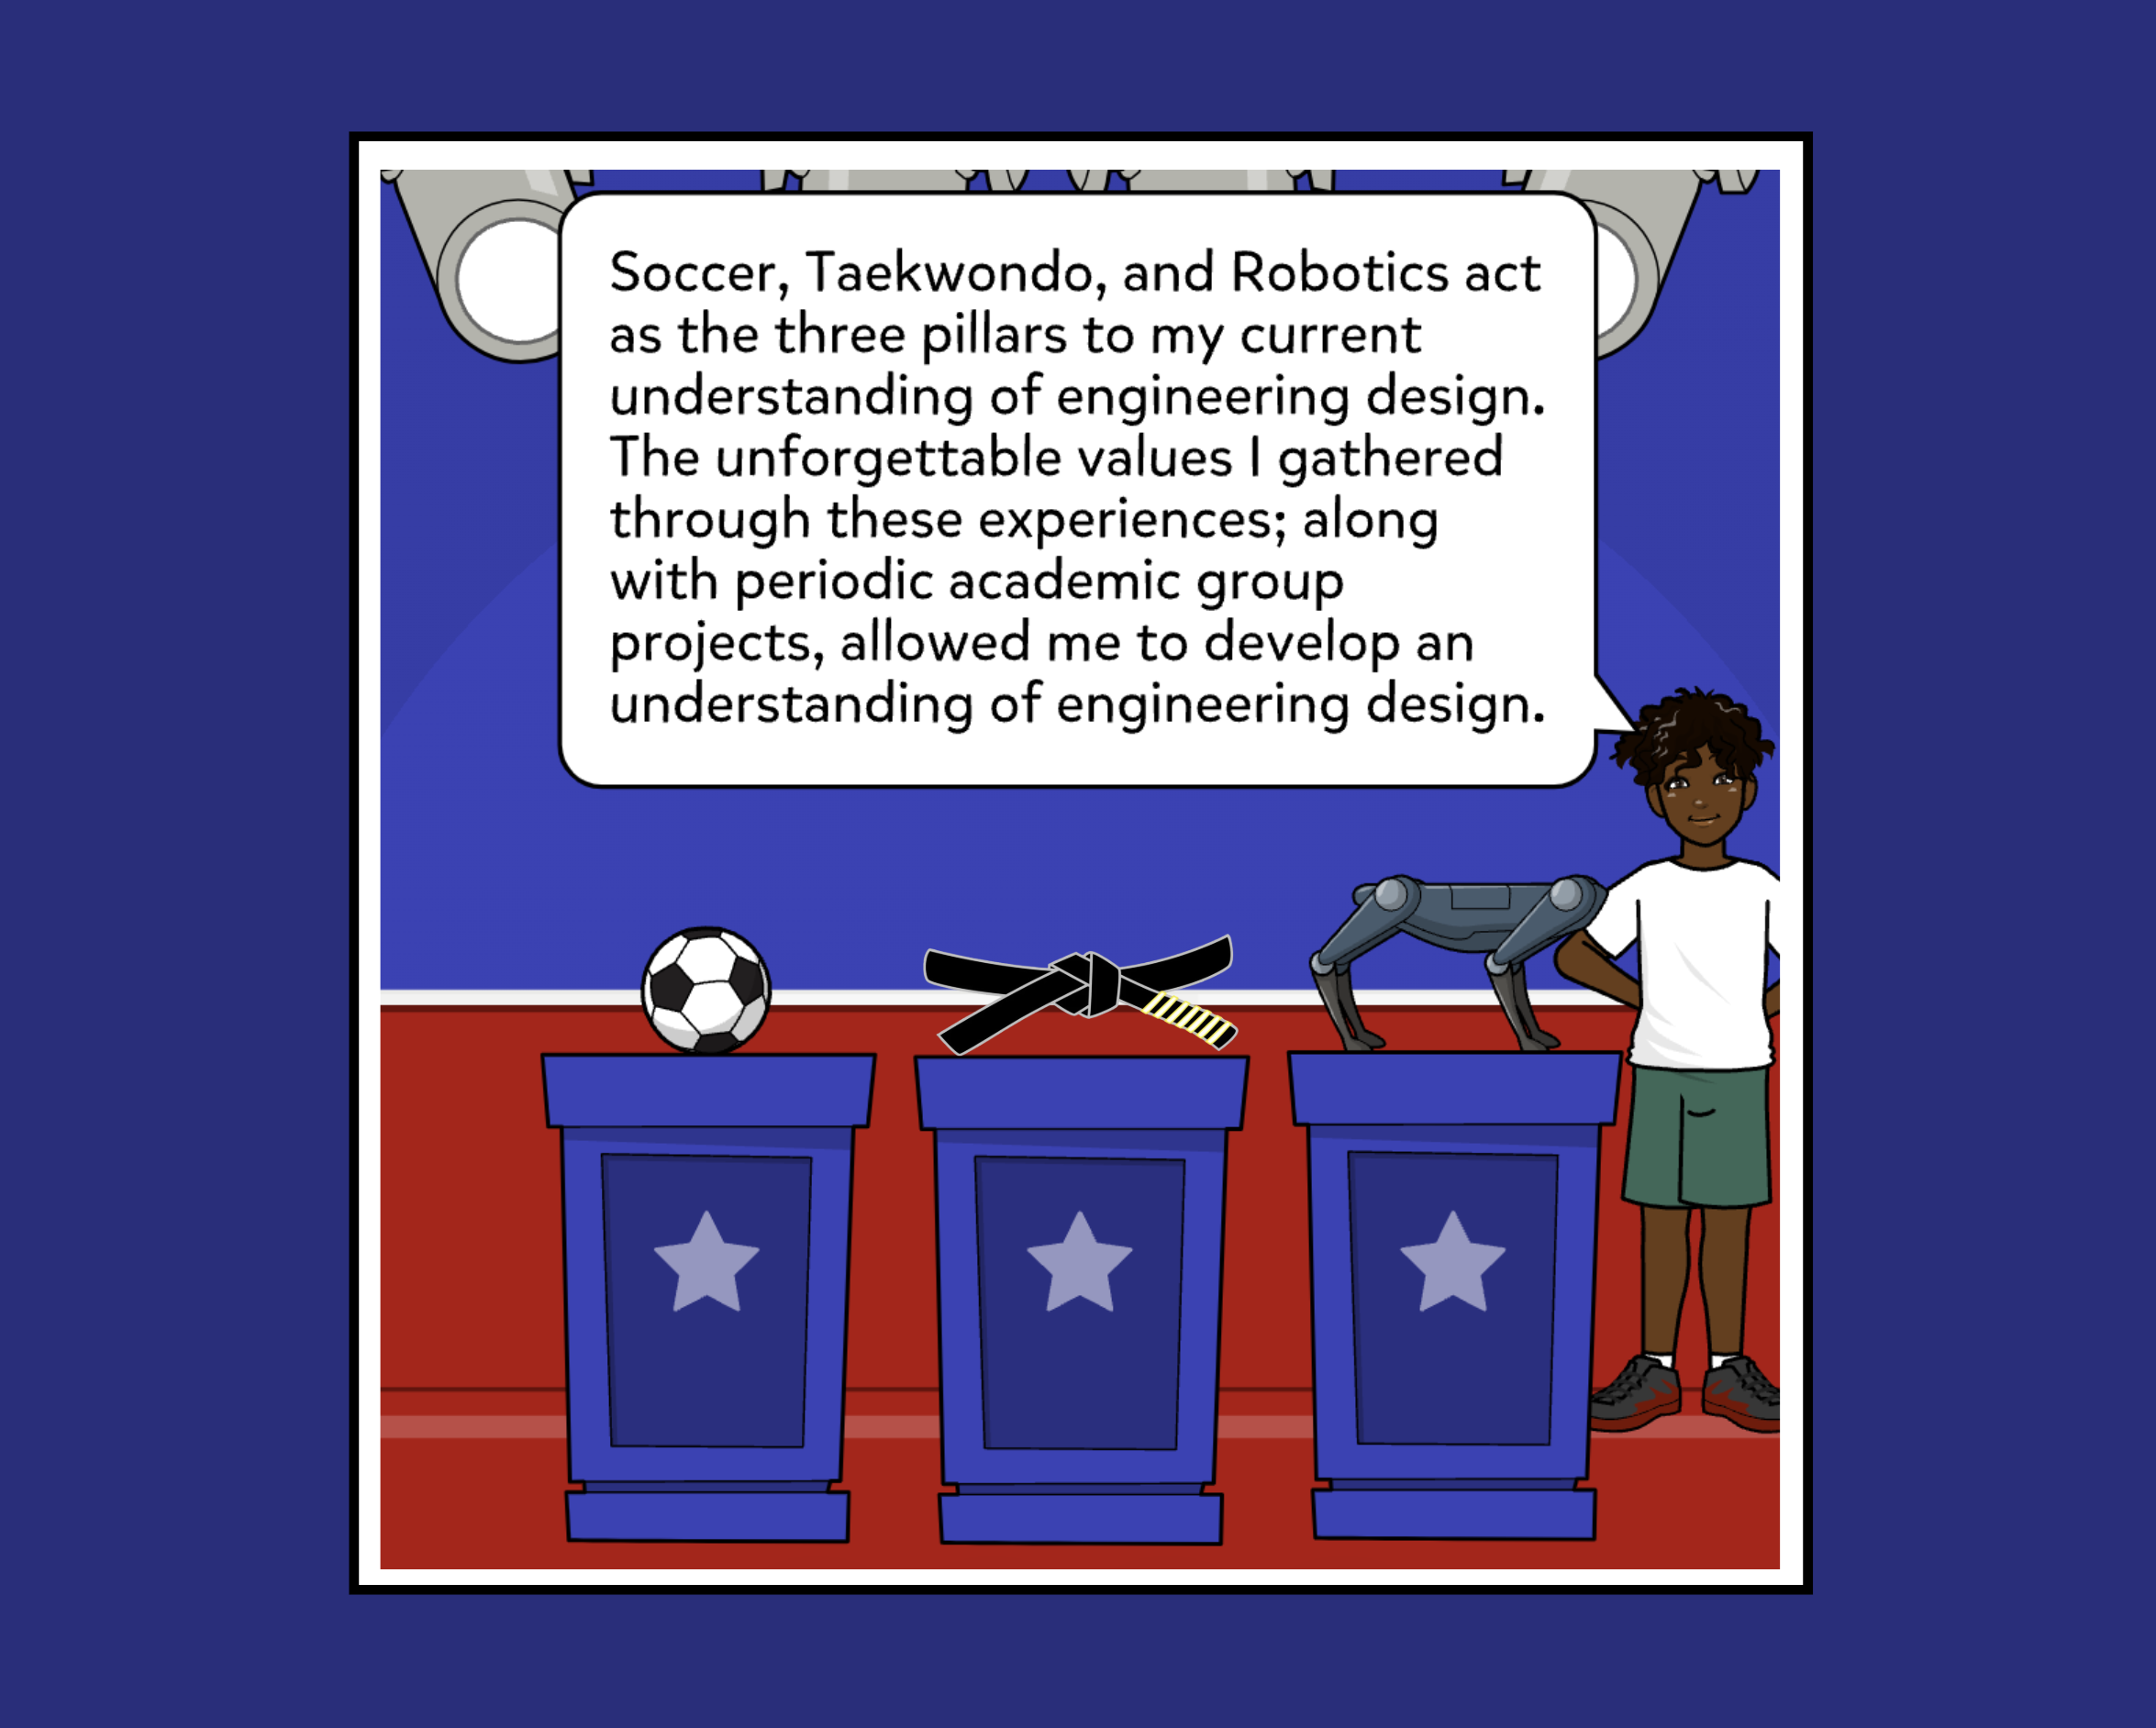 Soccer, Taekwondo, and Robotics act
as the three pillars to my current
understanding of engineering design.
The unforgettable values I gathered
through these experiences; along
with periodic academic group
projects, allowed me to develop an
understanding of engineering design.